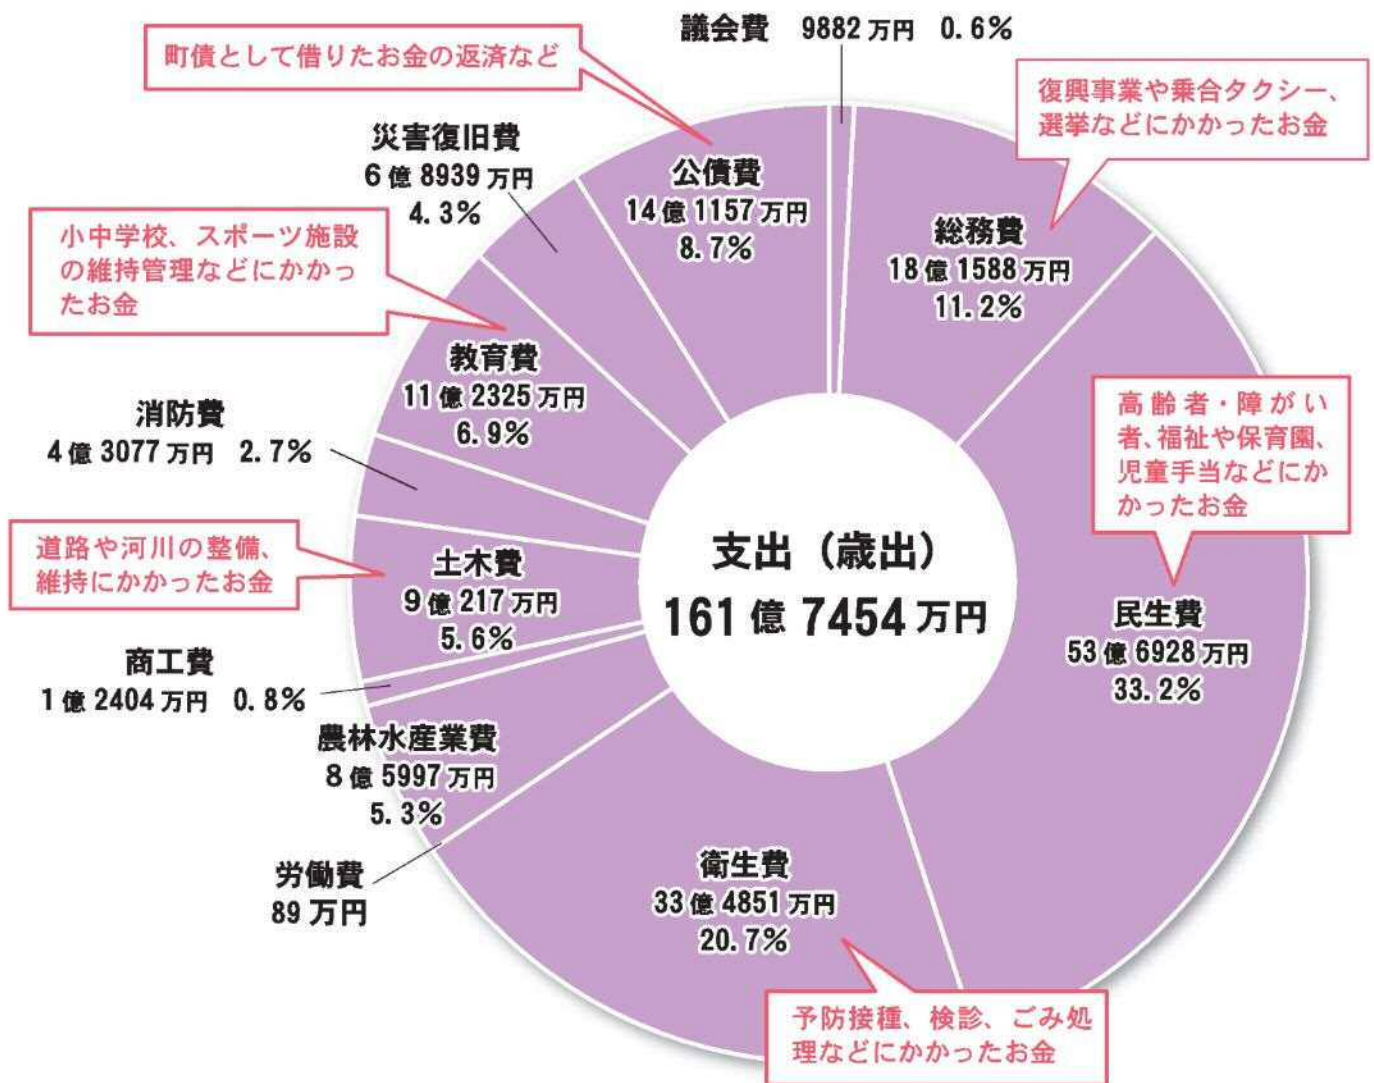 議会費 9882万円 0.6%
町債として借りたお金の返済など
復興事業や乗合タクシー、
選挙などにかかったお金
災害復旧費
6億8939万円
4.3%
公債費
14億1157万円
8.7%
総務費
18億1588万円
11.2%
小中学校、スポーツ施設
の維持管理などにかかっ
たお金
教育費
11億2325万円
6.9%
高齢者・障がい
者、福祉や保育園、
児童手当などにか
かったお金
消防費
4億3077万円 2.7%
支出（歳出）
161億7454万円
道路や河川の整備、
維持にかかったお金
土木費
9億217万円
5.6%
民生費
53億6928万円
33.2%
商工費
1億2404万円 0.8%
農林水産業費
8億5997万円
5.3%
労働費
89万円
衛生費
33億4851万円
20.7%
予防接種、検診、ごみ処
理などにかかったお金